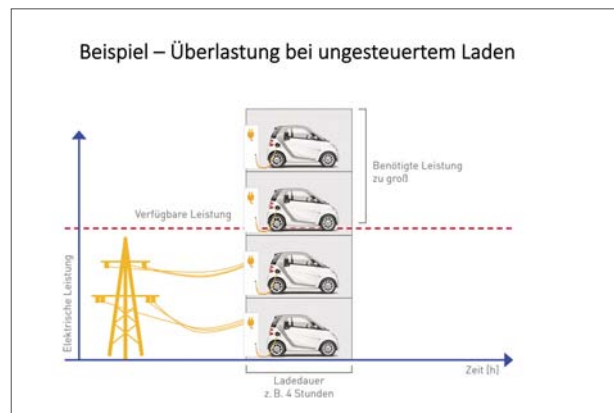 Beispiel – Überlastung bei ungesteuertem Laden
Benötigte Leistung
zu groß
Verfügbare Leistung
Elektrische Leistung
Zeit [h]
Ladedauer
z. B. 4 Stunden